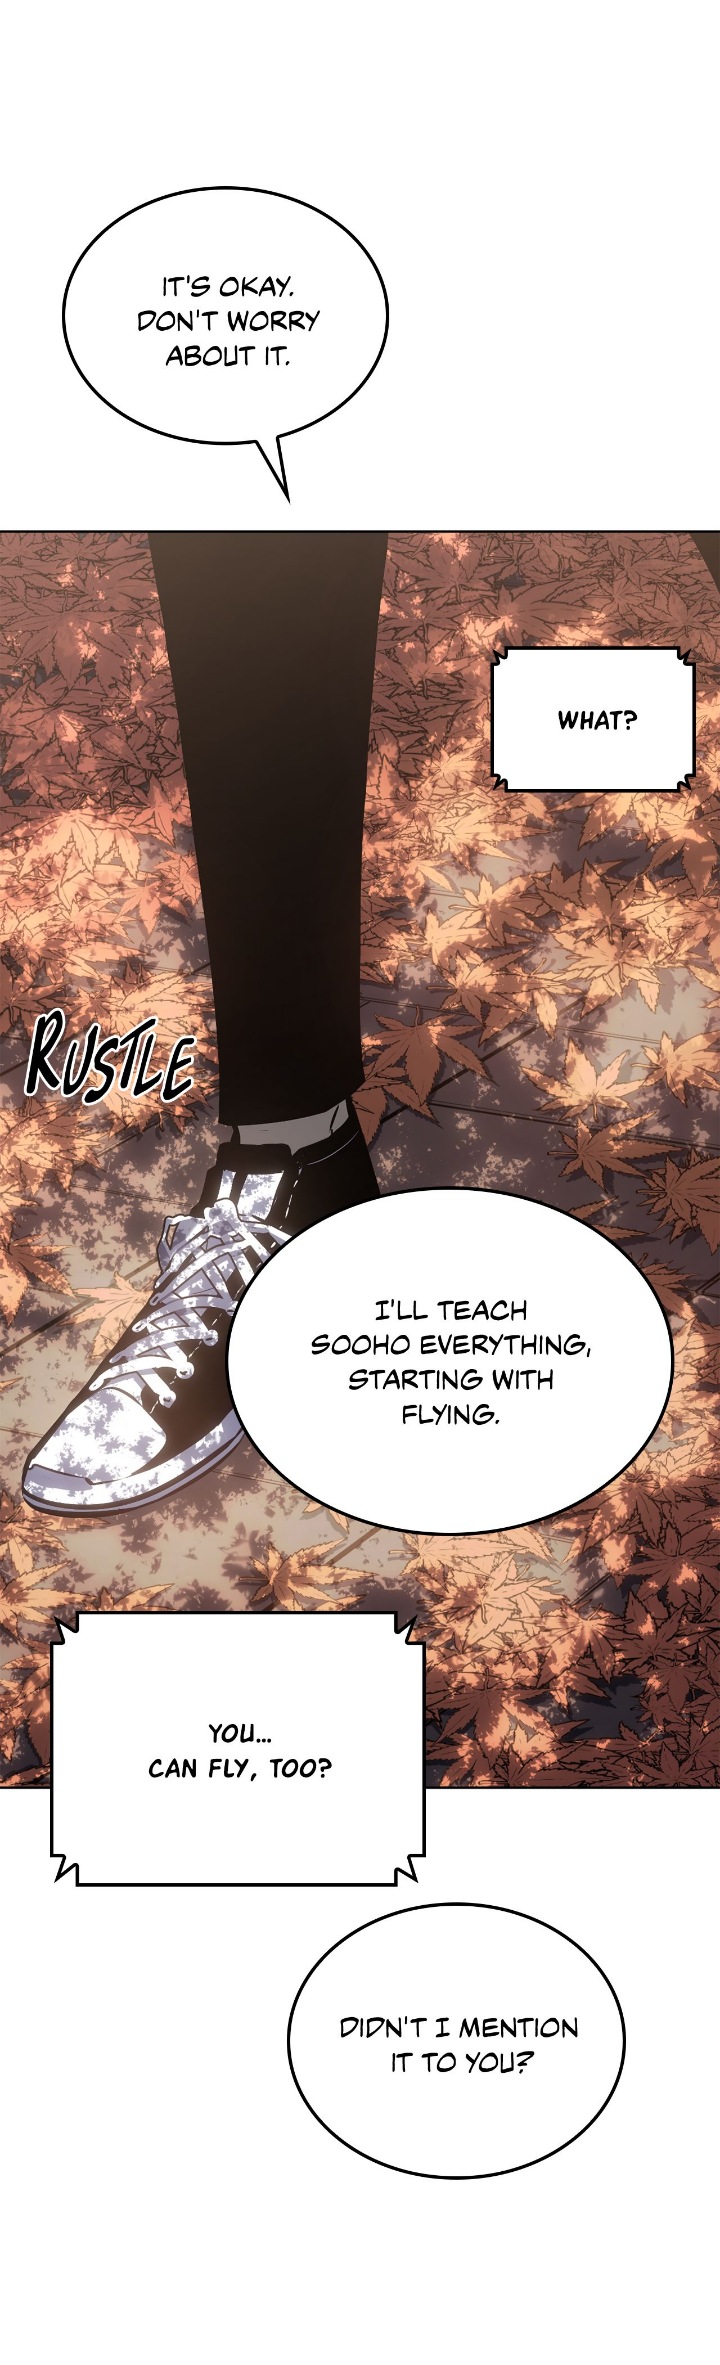 IT'S OKAY.
DON'T WORRY
ABOUT IT.
WHAT?
RUSTLE
I'LL TEACH
SOOHO EVERYTHING,
STARTING WITH
FLYING.
YOU...
CAN FLY, TOO?
DIDN'T I MENTION
IT TO YOU?